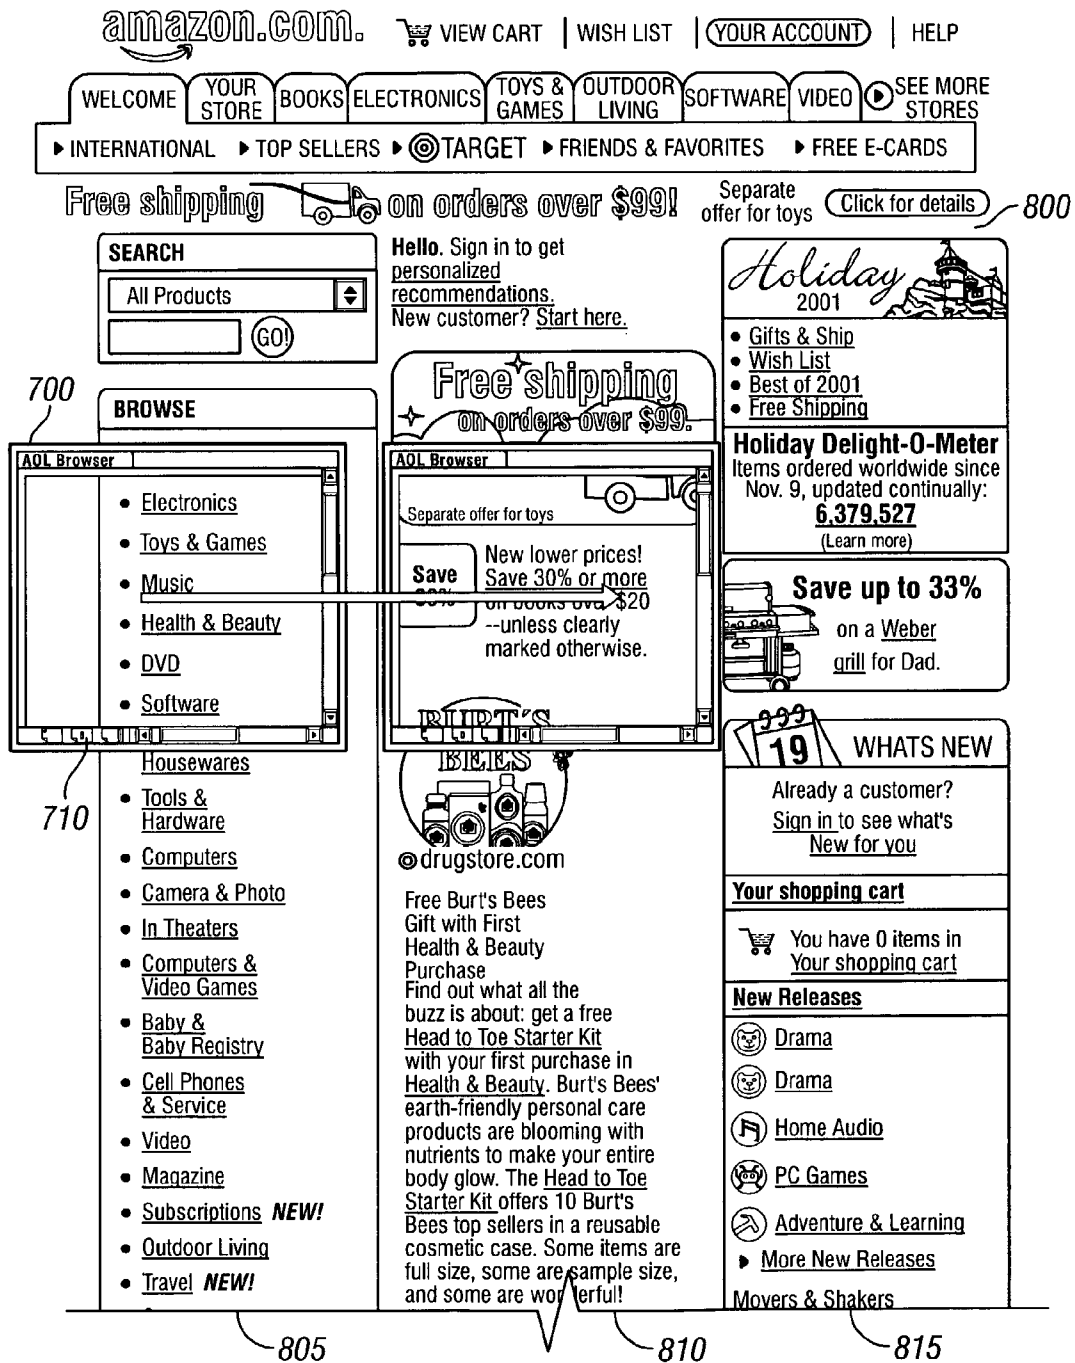 amazon.com.
VIEW CART | WISH LIST | YOUR ACCOUNT | HELP
WELCOME
YOUR
STORE
BOOKS
ELECTRONICS
TOYS &
GAMES
OUTDOOR
LIVING
SOFTWARE
VIDEO
SEE MORE
STORES
INTERNATIONAL TOP SELLERS TARGET FRIENDS & FAVORITES FREE E-CARDS
Free shipping on orders over $99!
Separate
offer for toys
Click for details
800
SEARCH
All Products
GO!
Hello. Sign in to get
personalized
recommendations.
New customer? Start here.
Holiday
2001
• Gifts & Ship
• Wish List
• Best of 2001
• Free Shipping
Holiday Delight-O-Meter
Items ordered worldwide since
Nov. 9, updated continually:
6,379,527
(Learn more)
Save up to 33%
on a Weber
grill for Dad.
700
BROWSE
AOL Browser
• Electronics
• Toys & Games
• Music
• Health & Beauty
• DVD
• Software
710
Housewares
• Tools &
Hardware
• Computers
• Camera & Photo
• In Theaters
• Computers &
Video Games
• Baby &
Baby Registry
• Cell Phones
& Service
• Video
• Magazine
• Subscriptions NEW!
• Outdoor Living
• Travel NEW!
805
Free shipping
on orders over $99.
AOL Browser
Separate offer for toys
Save
30%
New lower prices!
Save 30% or more
on books over $20
--unless clearly
marked otherwise.
BURT'S
BEES
drugstore.com
Free Burt's Bees
Gift with First
Health & Beauty
Purchase
Find out what all the
buzz is about: get a free
Head to Toe Starter Kit
with your first purchase in
Health & Beauty. Burt's Bees'
earth-friendly personal care
products are blooming with
nutrients to make your entire
body glow. The Head to Toe
Starter Kit offers 10 Burt's
Bees top sellers in a reusable
cosmetic case. Some items are
full size, some are sample size,
and some are wonderful!
810
19
WHATS NEW
Already a customer?
Sign in to see what's
New for you
Your shopping cart
You have 0 items in
Your shopping cart
New Releases
Drama
Drama
Home Audio
PC Games
Adventure & Learning
More New Releases
Movers & Shakers
815